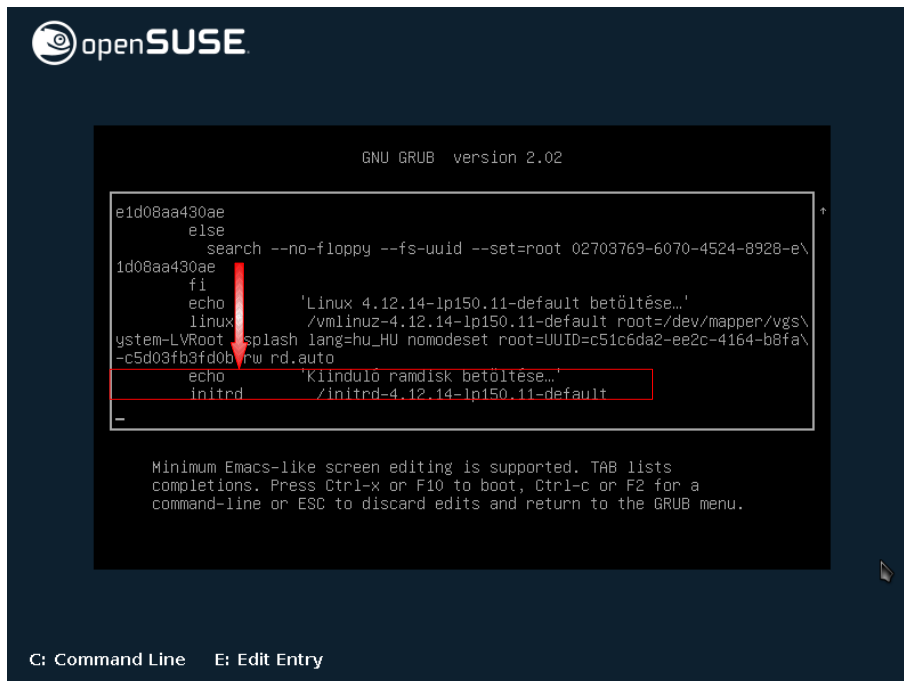 openSUSE.
GNU GRUB version 2.02
e1d08aa430ae
else
search --no-floppy --fs-uuid --set=root 02703769-6070-4524-8928-e\
1d08aa430ae
fi
echo 'Linux 4.12.14-lp150.11-default betöltése…'
linux /vmlinuz-4.12.14-lp150.11-default root=/dev/mapper/vgs\
ystem-LVRoot splash lang=hu_HU nomodeset root=UUID=c51c6da2-ee2c-4164-b8fa\
-c5d03fb3fd0b rw rd.auto
echo 'Kiinduló ramdisk betöltése…'
initrd /initrd-4.12.14-lp150.11-default
Minimum Emacs-like screen editing is supported. TAB lists
completions. Press Ctrl-x or F10 to boot, Ctrl-c or F2 for a
command-line or ESC to discard edits and return to the GRUB menu.
C: Command Line E: Edit Entry